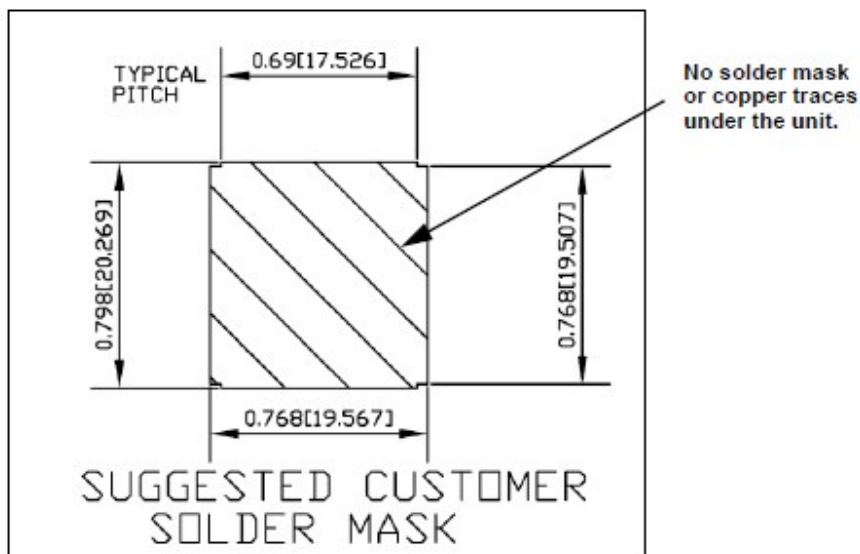 TYPICAL
PITCH
0.69[17.526]
No solder mask
or copper traces
under the unit.
0.798[20.269]
0.768[19.507]
0.768[19.567]
SUGGESTED CUSTOMER
SOLDER MASK